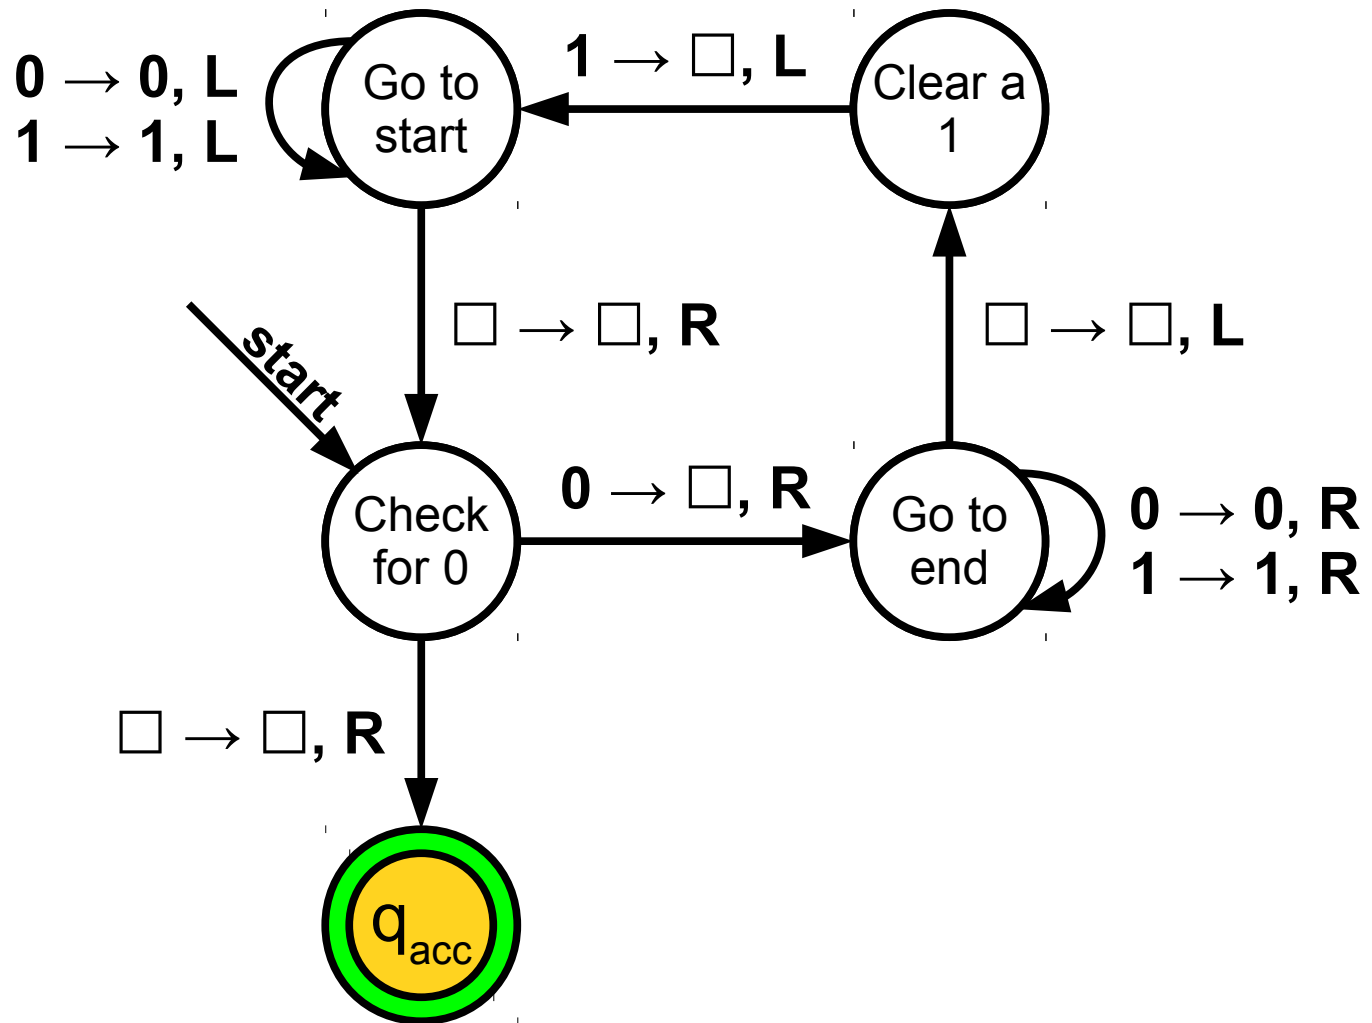 0 → 0, L
1 → 1, L
Go to
start
1 → □, L
Clear a
1
□ → □, R
□ → □, L
start
Check
for 0
0 → □, R
Go to
end
0 → 0, R
1 → 1, R
□ → □, R
qacc